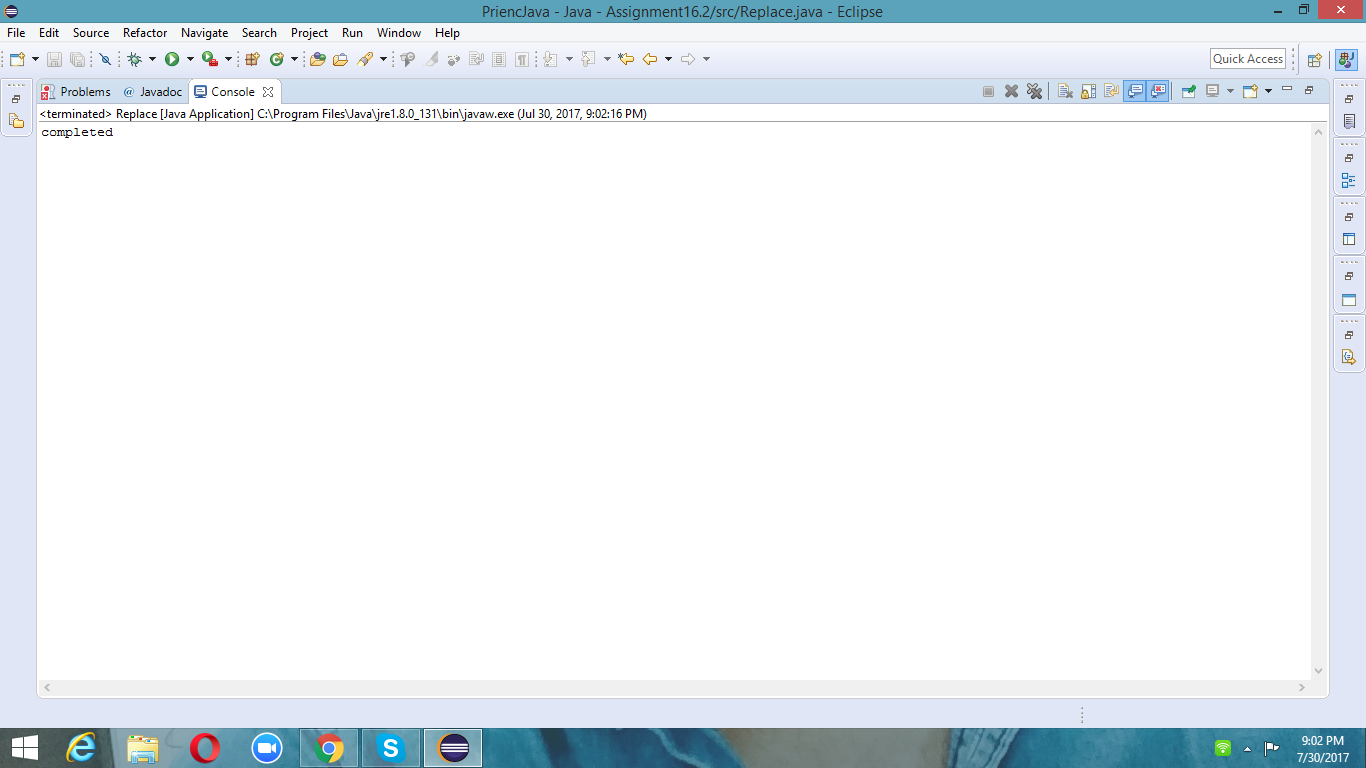 PriencJava - Java - Assignment16.2/src/Replace.java - Eclipse
File Edit Source Refactor Navigate Search Project Run Window Help
Quick Access
Problems @ Javadoc Console
<terminated> Replace [Java Application] C:\Program Files\Java\jre1.8.0_131\bin\javaw.exe (Jul 30, 2017, 9:02:16 PM)
completed
9:02 PM
7/30/2017